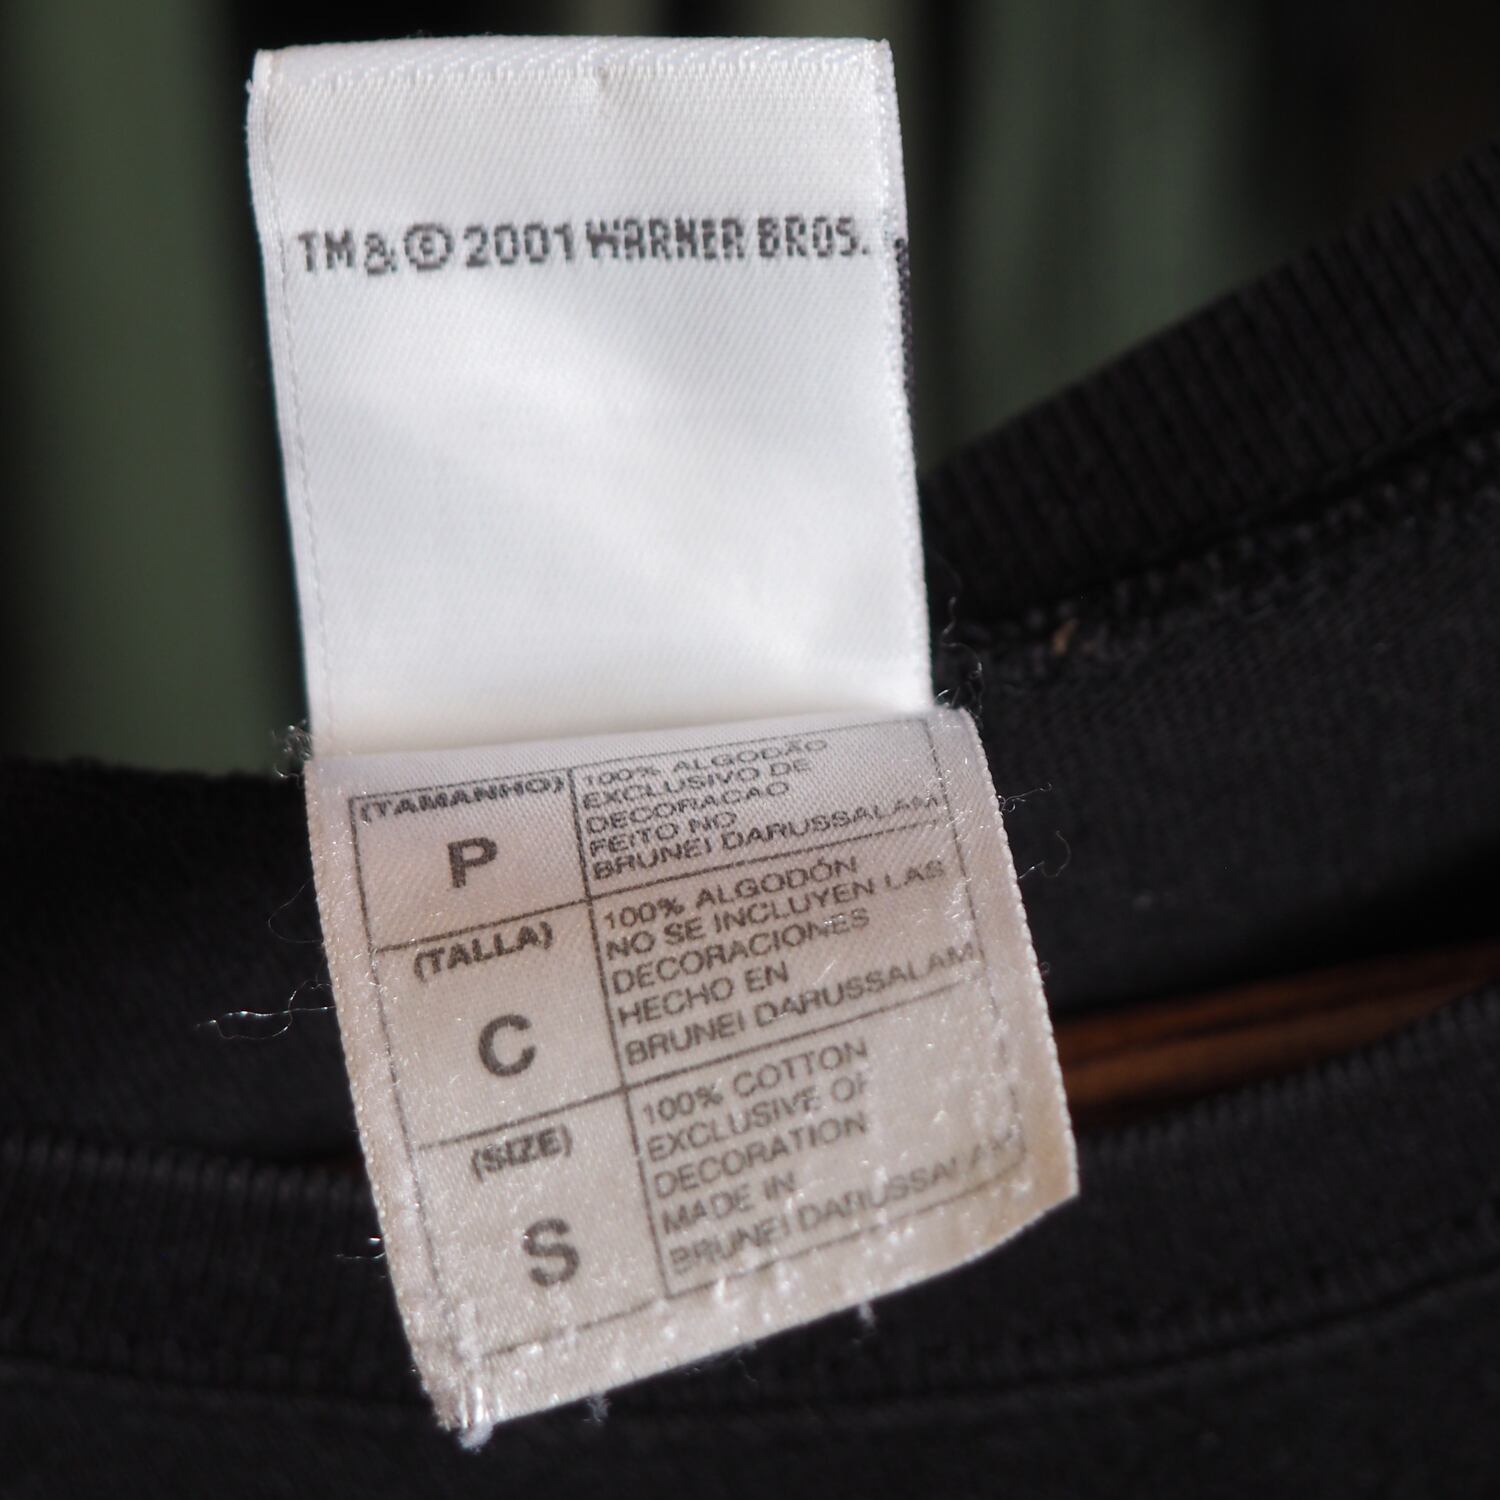 TM & © 2001 WARNER BROS.
(TAMANHO)
P
100% ALGODÃO
EXCLUSIVO DE
DECORACAO
FEITO NO
BRUNEI DARUSSALAM
(TALLA)
C
100% ALGODÓN
NO SE INCLUYEN LAS
DECORACIONES
HECHO EN
BRUNEI DARUSSALAM
(SIZE)
S
100% COTTON
EXCLUSIVE OF
DECORATION
MADE IN
BRUNEI DARUSSALAM